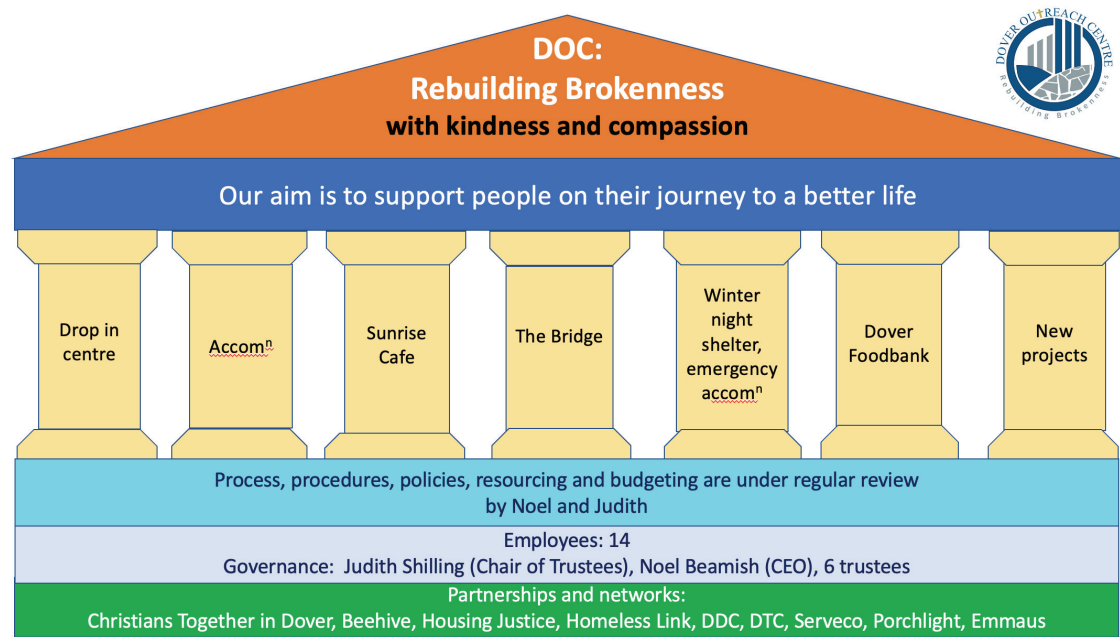 DOC:
Rebuilding Brokenness
with kindness and compassion
DOVER OUTREACH CENTRE
Rebuilding Brokenness
Our aim is to support people on their journey to a better life
Drop in
centre
Accomⁿ
Sunrise
Cafe
The Bridge
Winter
night
shelter,
emergency
accomⁿ
Dover
Foodbank
New
projects
Process, procedures, policies, resourcing and budgeting are under regular review
by Noel and Judith
Employees: 14
Governance:  Judith Shilling (Chair of Trustees), Noel Beamish (CEO), 6 trustees
Partnerships and networks:
Christians Together in Dover, Beehive, Housing Justice, Homeless Link, DDC, DTC, Serveco, Porchlight, Emmaus